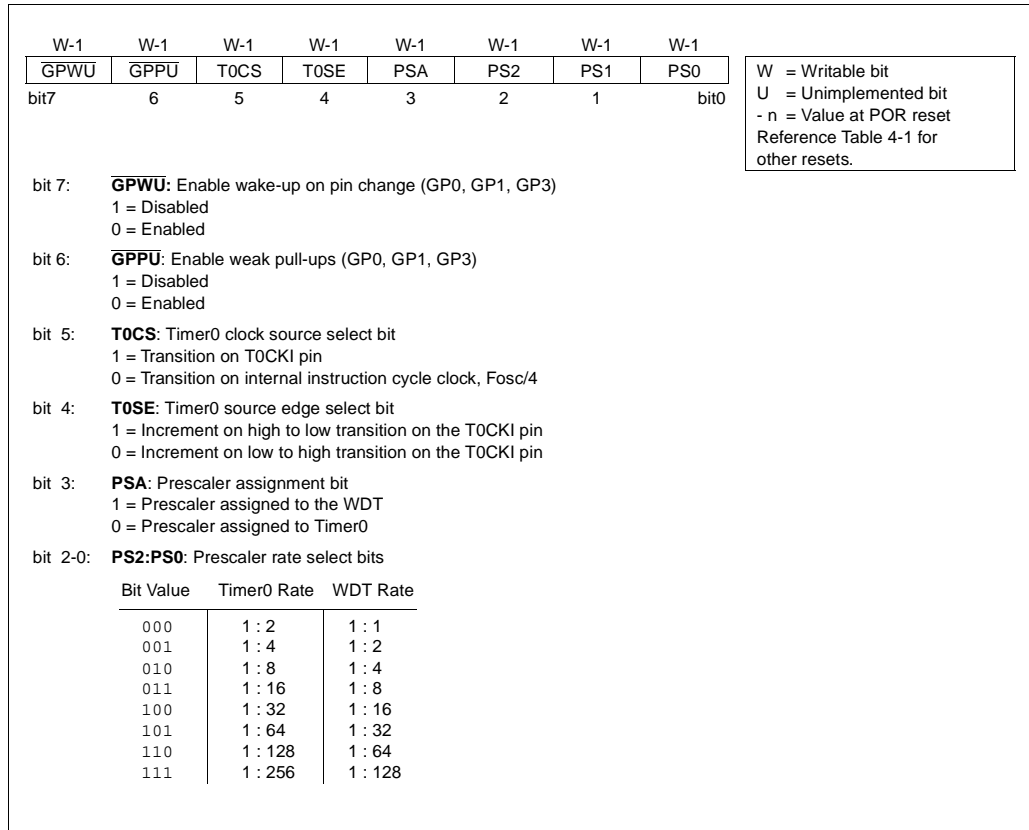 W-1 W-1 W-1 W-1 W-1 W-1 W-1 W-1
GPWU GPPU T0CS T0SE PSA PS2 PS1 PS0
bit7 6 5 4 3 2 1 bit0
W = Writable bit
U = Unimplemented bit
- n = Value at POR reset
Reference Table 4-1 for
other resets.
bit 7: GPWU: Enable wake-up on pin change (GP0, GP1, GP3)
1 = Disabled
0 = Enabled
bit 6: GPPU: Enable weak pull-ups (GP0, GP1, GP3)
1 = Disabled
0 = Enabled
bit 5: T0CS: Timer0 clock source select bit
1 = Transition on T0CKI pin
0 = Transition on internal instruction cycle clock, Fosc/4
bit 4: T0SE: Timer0 source edge select bit
1 = Increment on high to low transition on the T0CKI pin
0 = Increment on low to high transition on the T0CKI pin
bit 3: PSA: Prescaler assignment bit
1 = Prescaler assigned to the WDT
0 = Prescaler assigned to Timer0
bit 2-0: PS2:PS0: Prescaler rate select bits
Bit Value Timer0 Rate WDT Rate
000 1 : 2 1 : 1
001 1 : 4 1 : 2
010 1 : 8 1 : 4
011 1 : 16 1 : 8
100 1 : 32 1 : 16
101 1 : 64 1 : 32
110 1 : 128 1 : 64
111 1 : 256 1 : 128